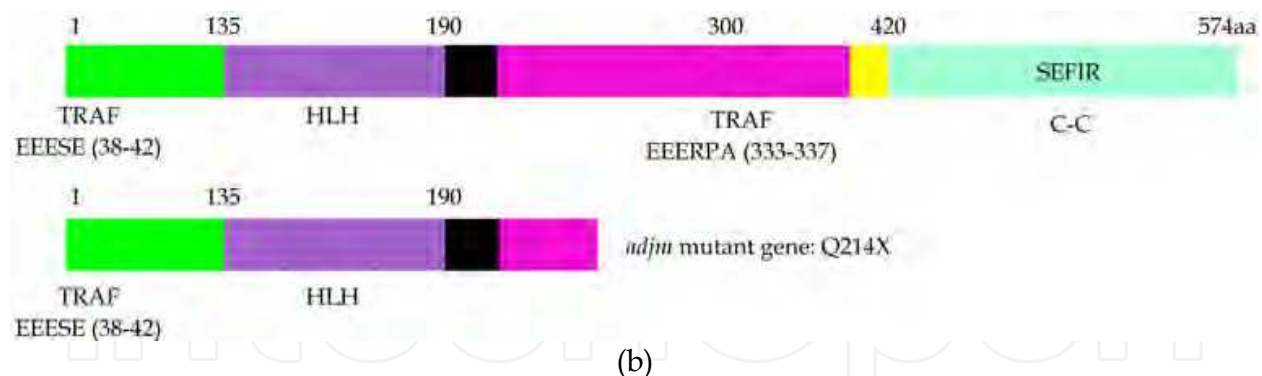 1 135 190 300 420 574aa
SEFIR
TRAF HLH TRAF C-C
EEESE (38-42) EEERPA (333-337)
1 135 190
adjm mutant gene: Q214X
TRAF HLH
EEESE (38-42)
(b)